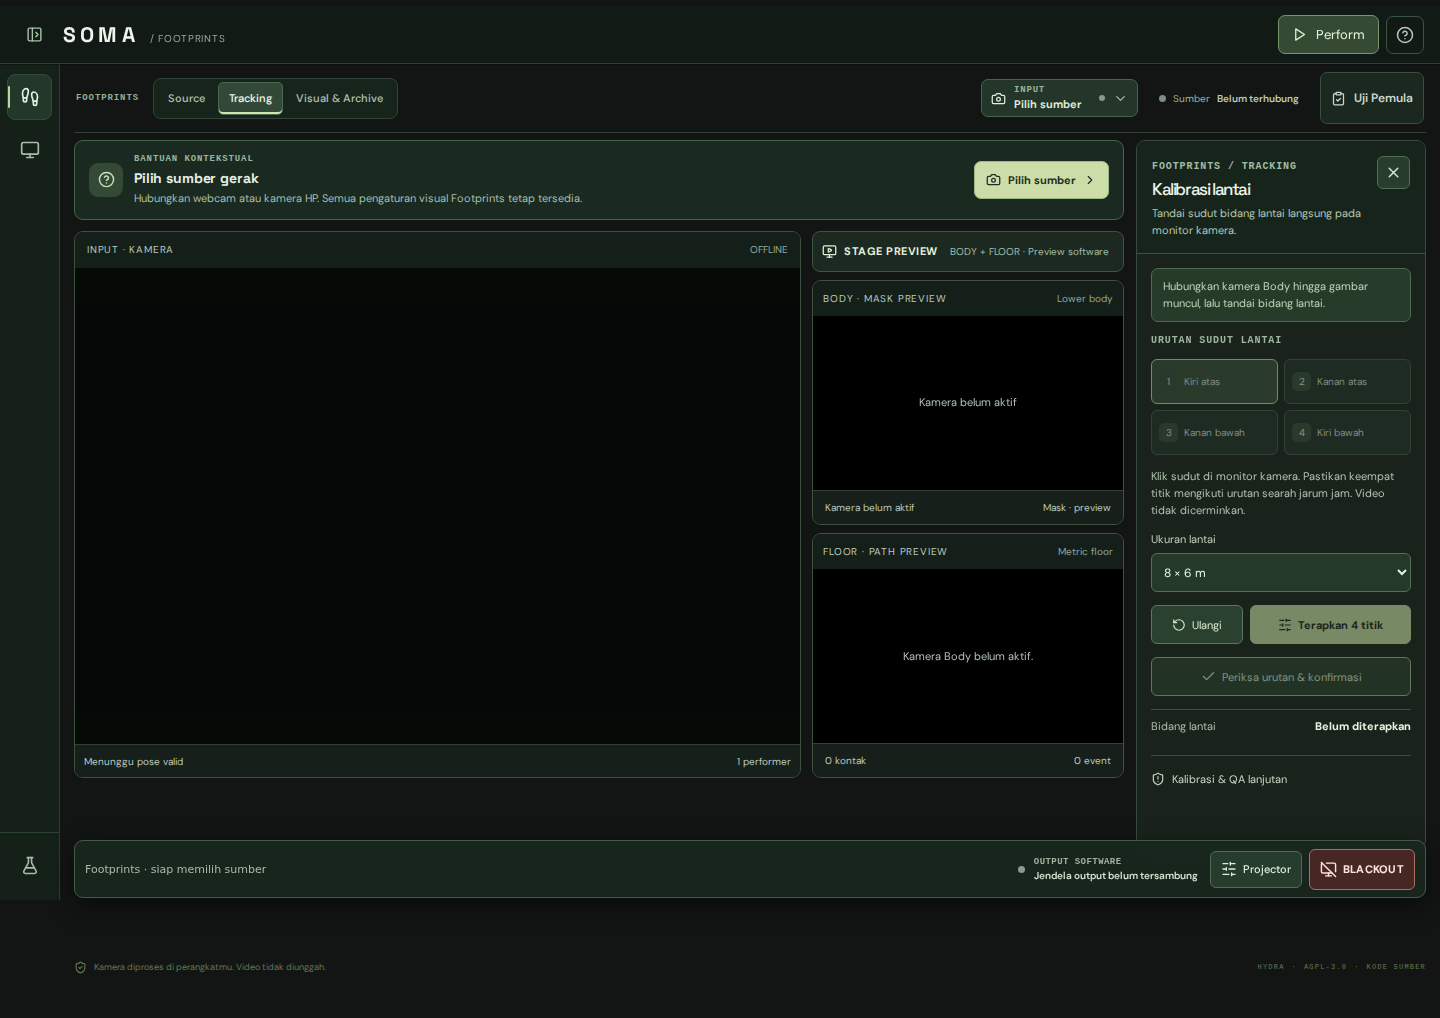 SOMA / FOOTPRINTS
Perform
FOOTPRINTS
Source
Tracking
Visual & Archive
INPUT
Pilih sumber
Sumber Belum terhubung
Uji Pemula
BANTUAN KONTEKSTUAL
Pilih sumber gerak
Hubungkan webcam atau kamera HP. Semua pengaturan visual Footprints tetap tersedia.
Pilih sumber
INPUT · KAMERA
OFFLINE
Menunggu pose valid
1 performer
STAGE PREVIEW
BODY + FLOOR · Preview software
BODY · MASK PREVIEW
Lower body
Kamera belum aktif
Kamera belum aktif
Mask · preview
FLOOR · PATH PREVIEW
Metric floor
Kamera Body belum aktif.
0 kontak
0 event
FOOTPRINTS / TRACKING
Kalibrasi lantai
Tandai sudut bidang lantai langsung pada
monitor kamera.
Hubungkan kamera Body hingga gambar
muncul, lalu tandai bidang lantai.
URUTAN SUDUT LANTAI
1 Kiri atas
2 Kanan atas
3 Kanan bawah
4 Kiri bawah
Klik sudut di monitor kamera. Pastikan keempat
titik mengikuti urutan searah jarum jam. Video
tidak dicerminkan.
Ukuran lantai
8 × 6 m
Ulangi
Terapkan 4 titik
Periksa urutan & konfirmasi
Bidang lantai
Belum diterapkan
Kalibrasi & QA lanjutan
Footprints · siap memilih sumber
OUTPUT SOFTWARE
Jendela output belum tersambung
Projector
BLACKOUT
Kamera diproses di perangkatmu. Video tidak diunggah.
HYDRA · AGPL-3.0 · KODE SUMBER